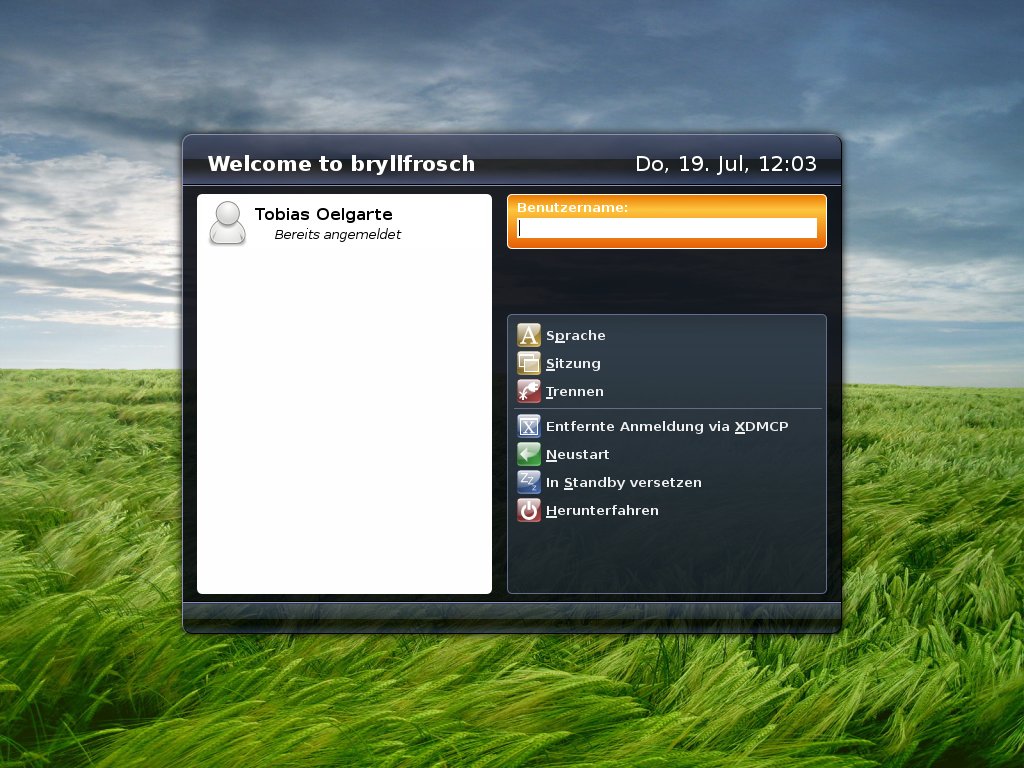 Welcome to bryllfrosch
Do, 19. Jul, 12:03
Tobias Oelgarte
Bereits angemeldet
Benutzername:
Sprache
Sitzung
Trennen
Entfernte Anmeldung via XDMCP
Neustart
In Standby versetzen
Herunterfahren